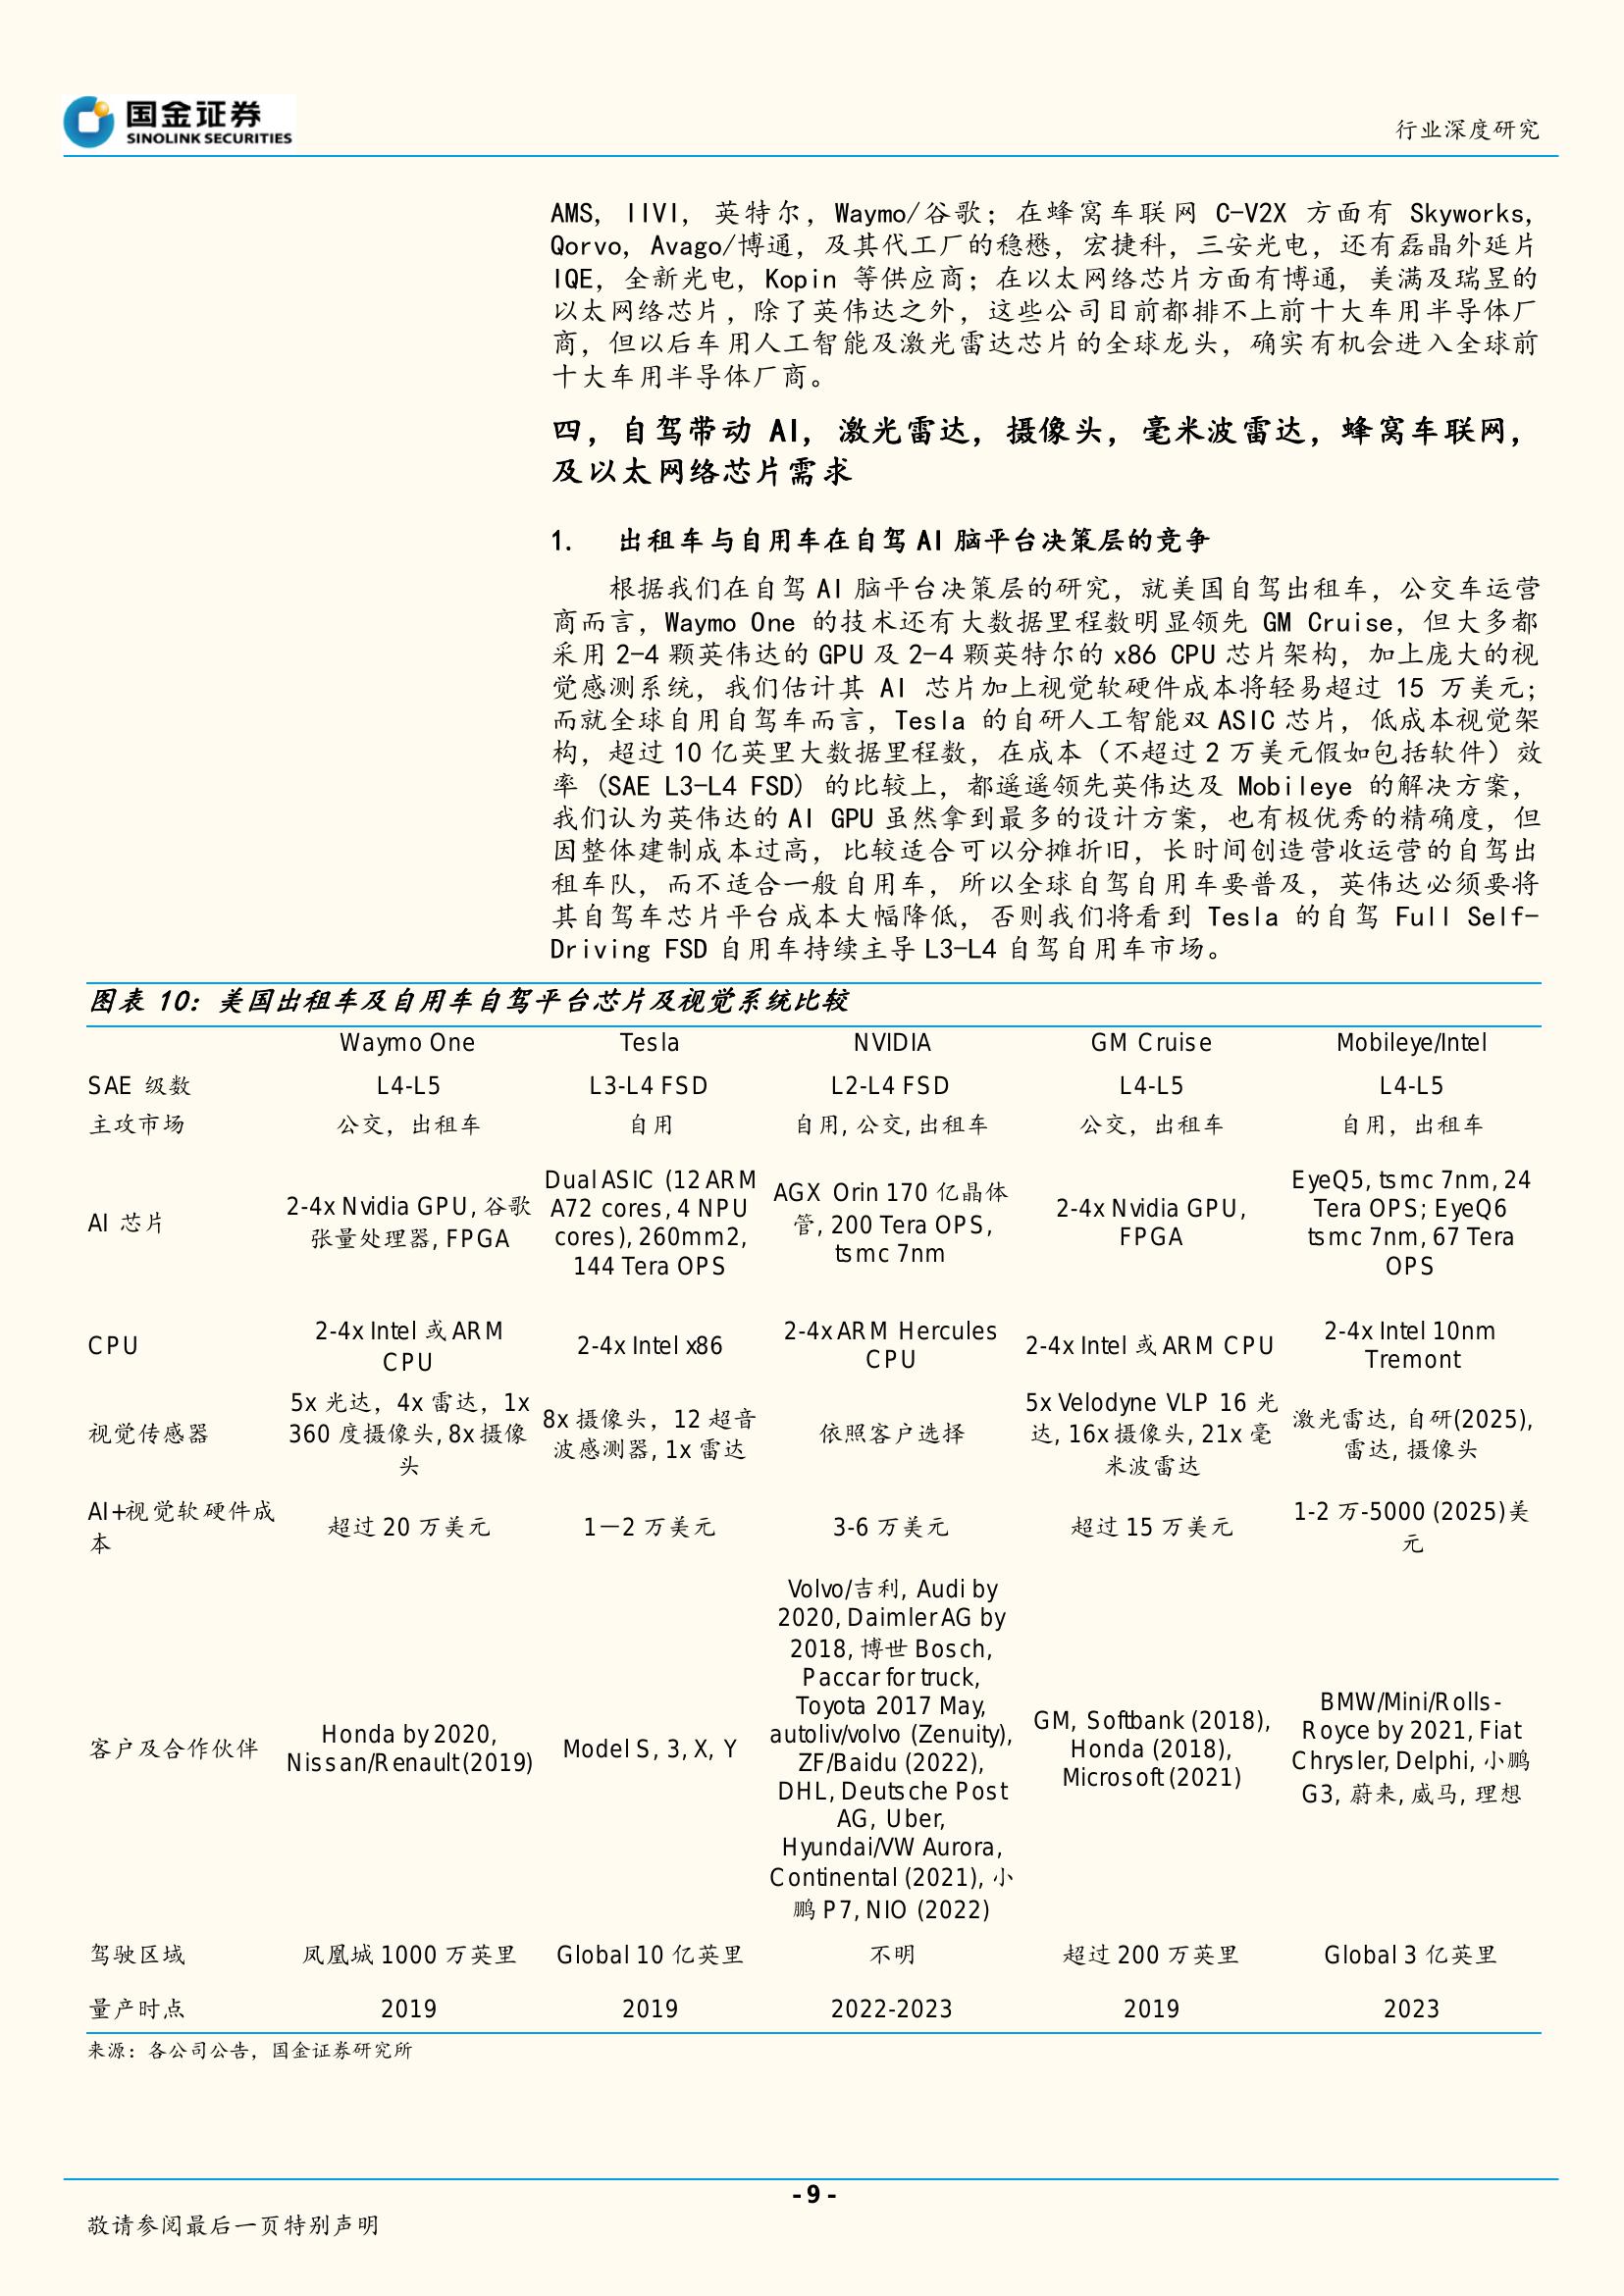 国金证券
SINOLINK SECURITIES
行业深度研究
AMS, IIVI, 英特尔, Waymo/谷歌; 在蜂窝车联网 C-V2X 方面有 Skyworks,
Qorvo, Avago/博通, 及其代工厂的稳懋, 宏捷科, 三安光电, 还有磊晶外延片
IQE, 全新光电, Kopin 等供应商; 在以太网络芯片方面有博通, 美满及瑞昱的
以太网络芯片, 除了英伟达之外, 这些公司目前都排不上前十大车用半导体厂
商, 但以后车用人工智能及激光雷达芯片的全球龙头, 确实有机会进入全球前
十大车用半导体厂商。
四, 自驾带动 AI, 激光雷达, 摄像头, 毫米波雷达, 蜂窝车联网,
及以太网络芯片需求
1. 出租车与自用车在自驾 AI 脑平台决策层的竞争
根据我们在自驾 AI 脑平台决策层的研究, 就美国自驾出租车, 公交车运营
商而言, Waymo One 的技术还有大数据里程数明显领先 GM Cruise, 但大多都
采用 2-4 颗英伟达的 GPU 及 2-4 颗英特尔的 x86 CPU 芯片架构, 加上庞大的视
觉感测系统, 我们估计其 AI 芯片加上视觉软硬件成本将轻易超过 15 万美元;
而就全球自用自驾车而言, Tesla 的自研人工智能双 ASIC 芯片, 低成本视觉架
构, 超过 10 亿英里大数据里程数, 在成本 (不超过 2 万美元假如包括软件) 效
率 (SAE L3-L4 FSD) 的比较上, 都遥遥领先英伟达及 Mobileye 的解决方案,
我们认为英伟达的 AI GPU 虽然拿到最多的设计方案, 也有极优秀的精确度, 但
因整体建制成本过高, 比较适合可以分摊折旧, 长时间创造营收运营的自驾出
租车队, 而不适合一般自用车, 所以全球自驾自用车要普及, 英伟达必须要将
其自驾车芯片平台成本大幅降低, 否则我们将看到 Tesla 的自驾 Full Self-
Driving FSD 自用车持续主导 L3-L4 自驾自用车市场。
图表 10: 美国出租车及自用车自驾平台芯片及视觉系统比较
Waymo One Tesla NVIDIA GM Cruise Mobileye/Intel
SAE 级数 L4-L5 L3-L4 FSD L2-L4 FSD L4-L5 L4-L5
主攻市场 公交, 出租车 自用 自用, 公交, 出租车 公交, 出租车 自用, 出租车
AI 芯片
2-4x Nvidia GPU, 谷歌
张量处理器, FPGA
Dual ASIC (12 ARM
A72 cores, 4 NPU
cores), 260mm2,
144 Tera OPS
AGX Orin 170 亿晶体
管, 200 Tera OPS,
tsmc 7nm
2-4x Nvidia GPU,
FPGA
EyeQ5, tsmc 7nm, 24
Tera OPS; EyeQ6
tsmc 7nm, 67 Tera
OPS
CPU
2-4x Intel 或 ARM
CPU
2-4x Intel x86
2-4x ARM Hercules
CPU
2-4x Intel 或 ARM CPU
2-4x Intel 10nm
Tremont
视觉传感器
5x 光达, 4x 雷达, 1x
360 度摄像头, 8x 摄像
头
8x 摄像头, 12 超音
波感测器, 1x 雷达
依照客户选择
5x Velodyne VLP 16 光
达, 16x 摄像头, 21x 毫
米波雷达
激光雷达, 自研(2025),
雷达, 摄像头
AI+视觉软硬件成
本
超过 20 万美元
1—2 万美元
3-6 万美元
超过 15 万美元
1-2 万-5000 (2025)美
元
客户及合作伙伴
Honda by 2020,
Nissan/Renault (2019)
Model S, 3, X, Y
Volvo/吉利, Audi by
2020, Daimler AG by
2018, 博世 Bosch,
Paccar for truck,
Toyota 2017 May,
autoliv/volvo (Zenuity),
ZF/Baidu (2022),
DHL, Deutsche Post
AG, Uber,
Hyundai/VW Aurora,
Continental (2021), 小
鹏 P7, NIO (2022)
GM, Softbank (2018),
Honda (2018),
Microsoft (2021)
BMW/Mini/Rolls-
Royce by 2021, Fiat
Chrysler, Delphi, 小鹏
G3, 蔚来, 威马, 理想
驾驶区域 凤凰城 1000 万英里 Global 10 亿英里 不明 超过 200 万英里 Global 3 亿英里
量产时点 2019 2019 2022-2023 2019 2023
来源: 各公司公告, 国金证券研究所
- 9 -
敬请参阅最后一页特别声明